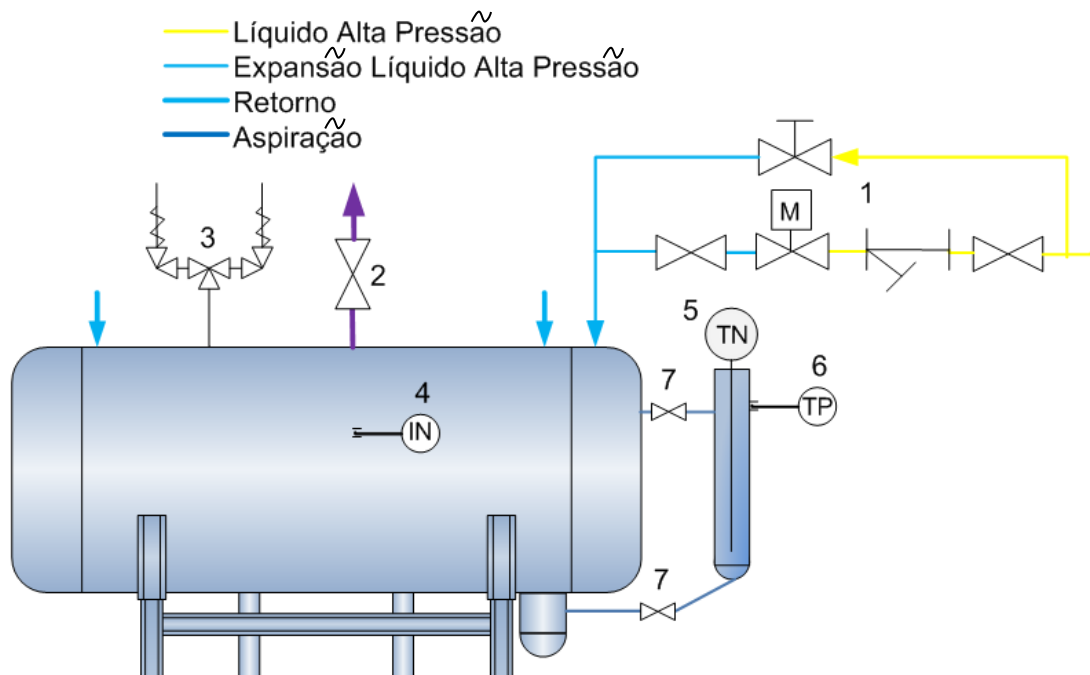 Líquido Alta Pressão
Expansão Líquido Alta Pressão
Retorno
Aspiração
1
M
3
2
5
TN
6
TP
7
4
IN
7